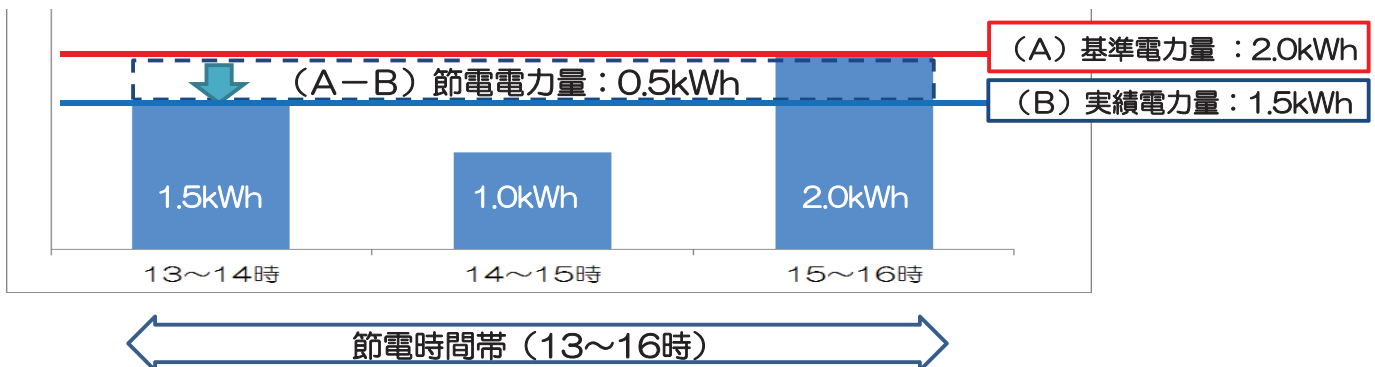 （A）基準電力量 ：2.0kWh
（A－B）節電電力量：0.5kWh
（B）実績電力量：1.5kWh
1.5kWh
1.0kWh
2.0kWh
13～14時
14～15時
15～16時
節電時間帯（13～16時）